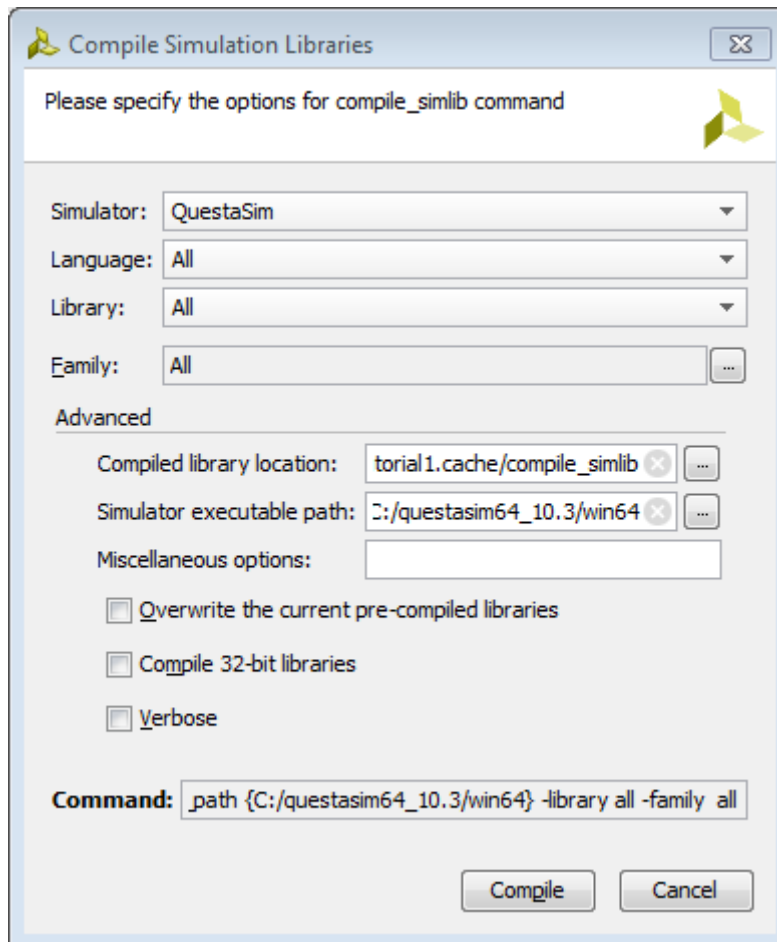 Compile Simulation Libraries
Please specify the options for compile_simlib command
Simulator: QuestaSim
Language: All
Library: All
Family: All
...
Advanced
Compiled library location: torial1.cache/compile_simlib ...
Simulator executable path: C:/questasim64_10.3/win64 ...
Miscellaneous options:
Overwrite the current pre-compiled libraries
Compile 32-bit libraries
Verbose
Command: _path {C:/questasim64_10.3/win64} -library all -family  all
Compile Cancel